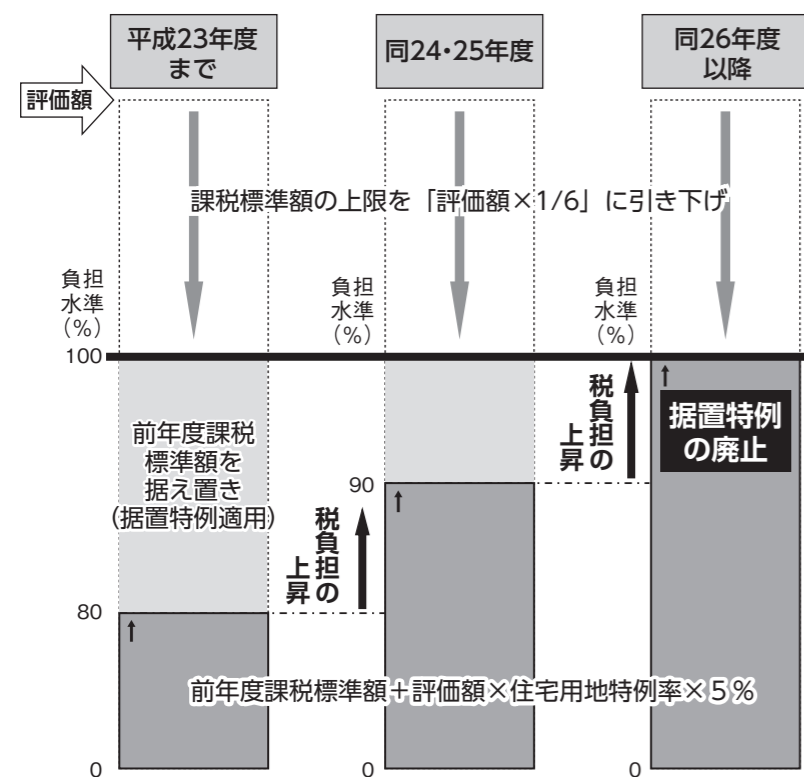 平成23年度
まで
同24・25年度
同26年度
以降
評価額
課税標準額の上限を「評価額×1/6」に引き下げ
負担
水準
(%)
負担
水準
(%)
負担
水準
(%)
100
前年度課税
標準額を
据え置き
(据置特例適用)
税負担の
上昇
90
税負担の
上昇
据置特例
の廃止
80
前年度課税標準額+評価額×住宅用地特例率×5%
0
0
0